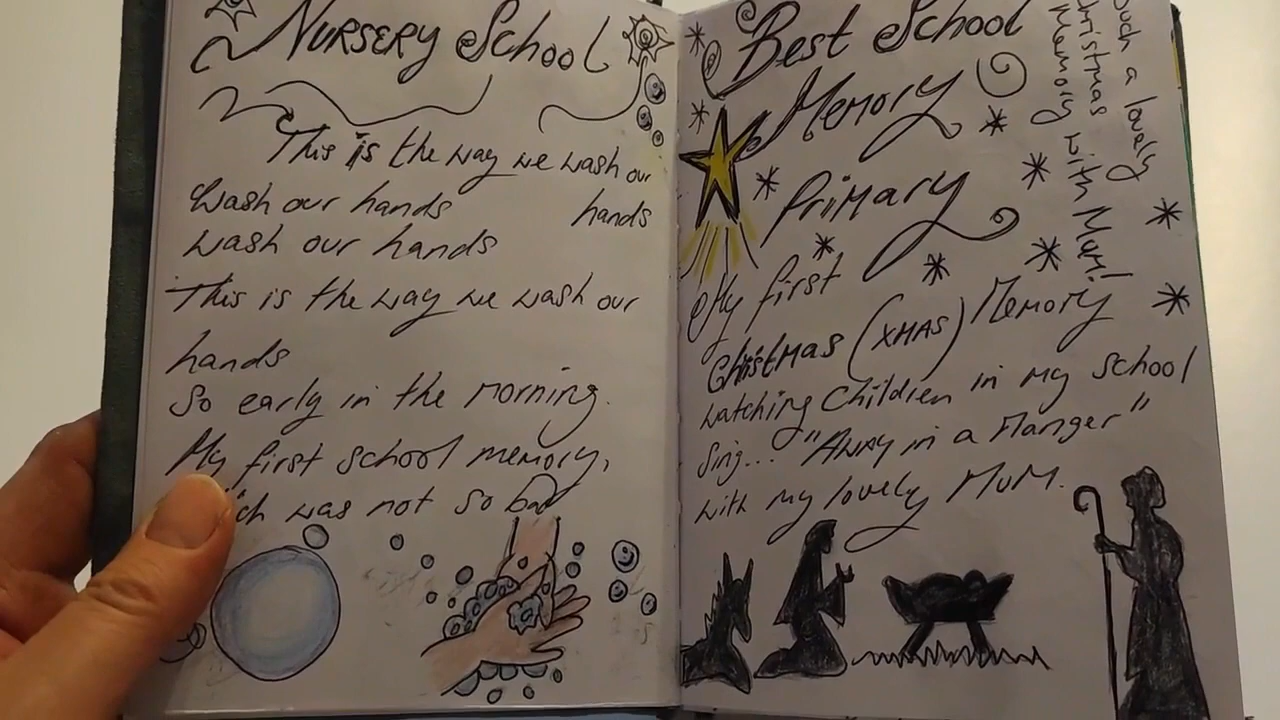 Nursery School
This is the way we wash our
hands
Wash our hands
wash our hands
This is the way we wash our
hands
So early in the morning.
My first school memory,
ich was not so bad
Best School
Memory
Primary
My first
Christmas (XMAS) Memory
watching Children in my School
Sing... "Away in a Manger"
with my lovely Mum.
Such a lovely
Christmas
Memory with Mum!